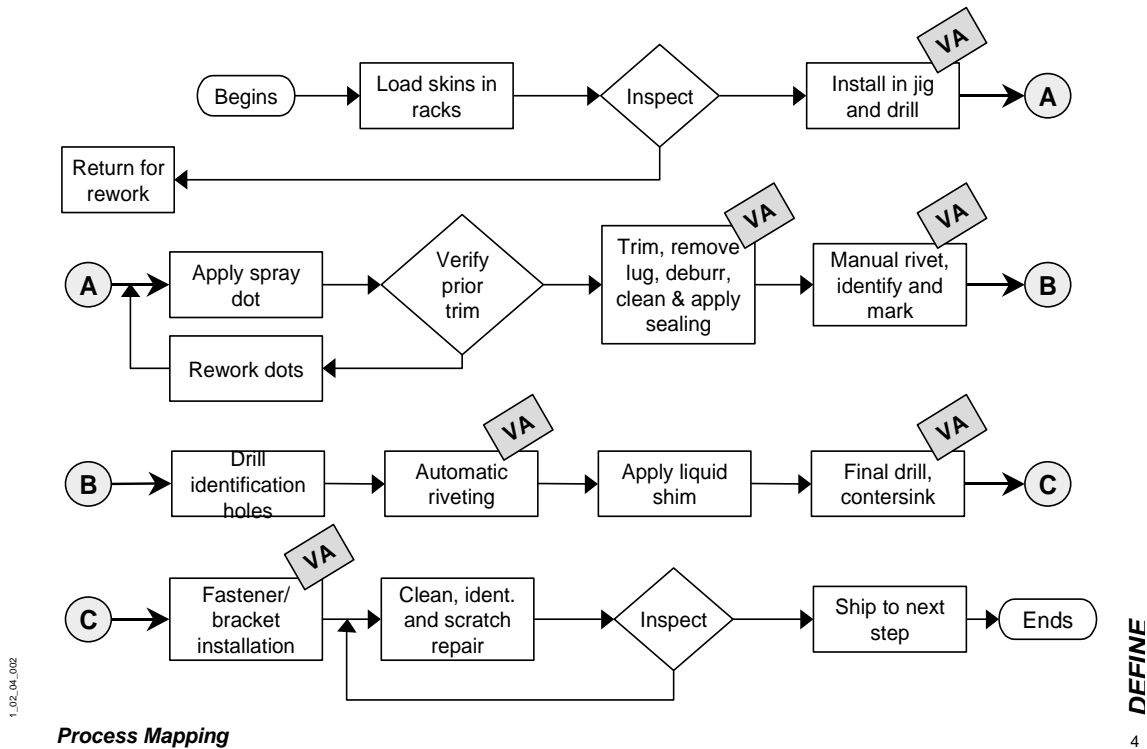 VA
Begins
Load skins in
racks
Inspect
Install in jig
and drill
A
Return for
rework
A
Apply spray
dot
Verify
prior
trim
VA
Trim, remove
lug, deburr,
clean & apply
sealing
VA
Manual rivet,
identify and
mark
B
Rework dots
B
Drill
identification
holes
VA
Automatic
riveting
Apply liquid
shim
VA
Final drill,
contersink
C
C
VA
Fastener/
bracket
installation
Clean, ident.
and scratch
repair
Inspect
Ship to next
step
Ends
1_02_04_002
Process Mapping
DEFINE
4